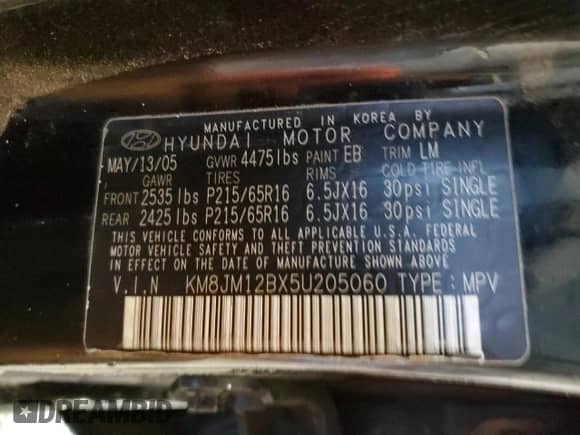 MANUFACTURED IN KOREA BY
HYUNDAI MOTOR COMPANY
MAY/13/05 GVWR 4475lbs PAINT EB TRIM LM
GAWR TIRES RIMS COLD TIRE INFL
FRONT 2535 lbs P215/65R16 6.5JX16 30psi SINGLE
REAR 2425 lbs P215/65R16 6.5JX16 30psi SINGLE
THIS VEHICLE CONFORMS TO ALL APPLICABLE U.S.A. FEDERAL
MOTOR VEHICLE SAFETY AND THEFT PREVENTION STANDARDS
IN EFFECT ON THE DATE OF MANUFACTURE SHOWN ABOVE
V.I.N KM8JM12BX5U205060 TYPE : MPV
DREAMBID